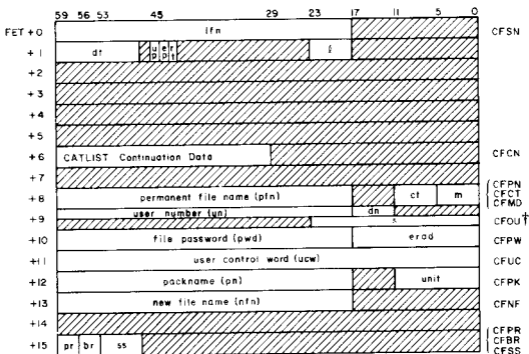 59 56 53 45 29 23 17 11 5 0
FET +0 lfn CFSN
+1 dt up ep r t ℓ
+2
+3
+4
+5
+6 CATLIST Continuation Data CFCN
+7
+8 permanent file name (pfn) ct m CFPN CFCT CFMD
+9 user number (un) dn s CFOU†
+10 file password (pwd) erad CFPW
+11 user control word (ucw) CFUC
+12 packname (pn) unit CFPK
+13 new file name (nfn) CFNF
+14
+15 pr br ss CFPR CFBR CFSS